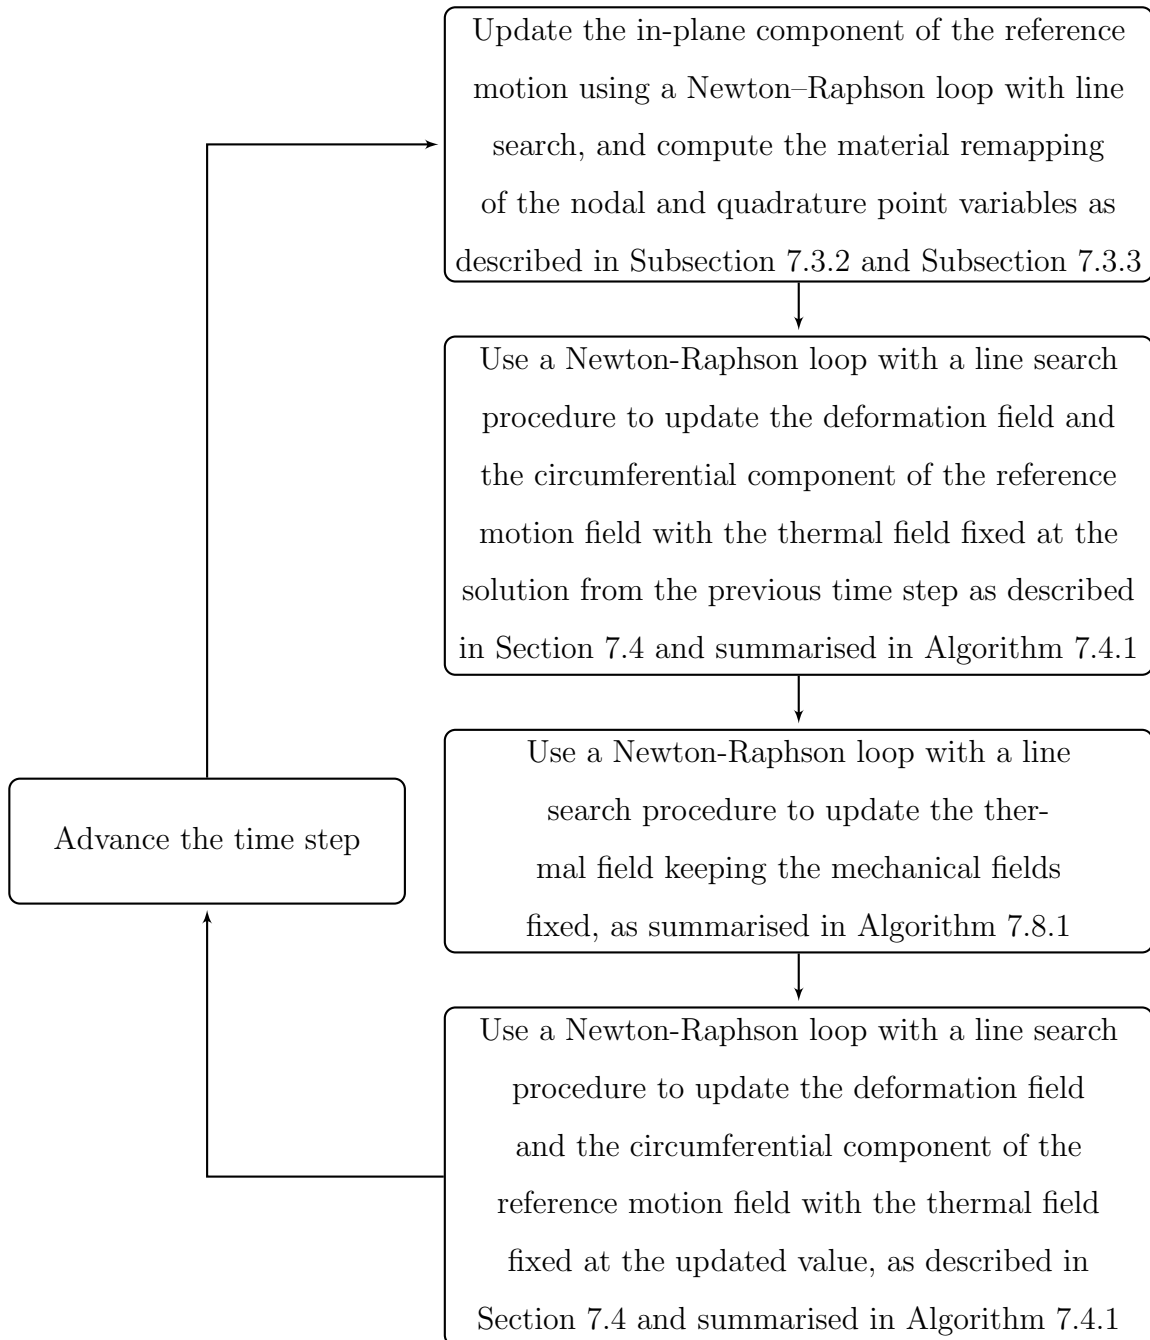 Update the in-plane component of the reference
motion using a Newton–Raphson loop with line
search, and compute the material remapping
of the nodal and quadrature point variables as
described in Subsection 7.3.2 and Subsection 7.3.3
Use a Newton-Raphson loop with a line search
procedure to update the deformation field and
the circumferential component of the reference
motion field with the thermal field fixed at the
solution from the previous time step as described
in Section 7.4 and summarised in Algorithm 7.4.1
Use a Newton-Raphson loop with a line
search procedure to update the ther-
mal field keeping the mechanical fields
fixed, as summarised in Algorithm 7.8.1
Advance the time step
Use a Newton-Raphson loop with a line search
procedure to update the deformation field
and the circumferential component of the
reference motion field with the thermal field
fixed at the updated value, as described in
Section 7.4 and summarised in Algorithm 7.4.1